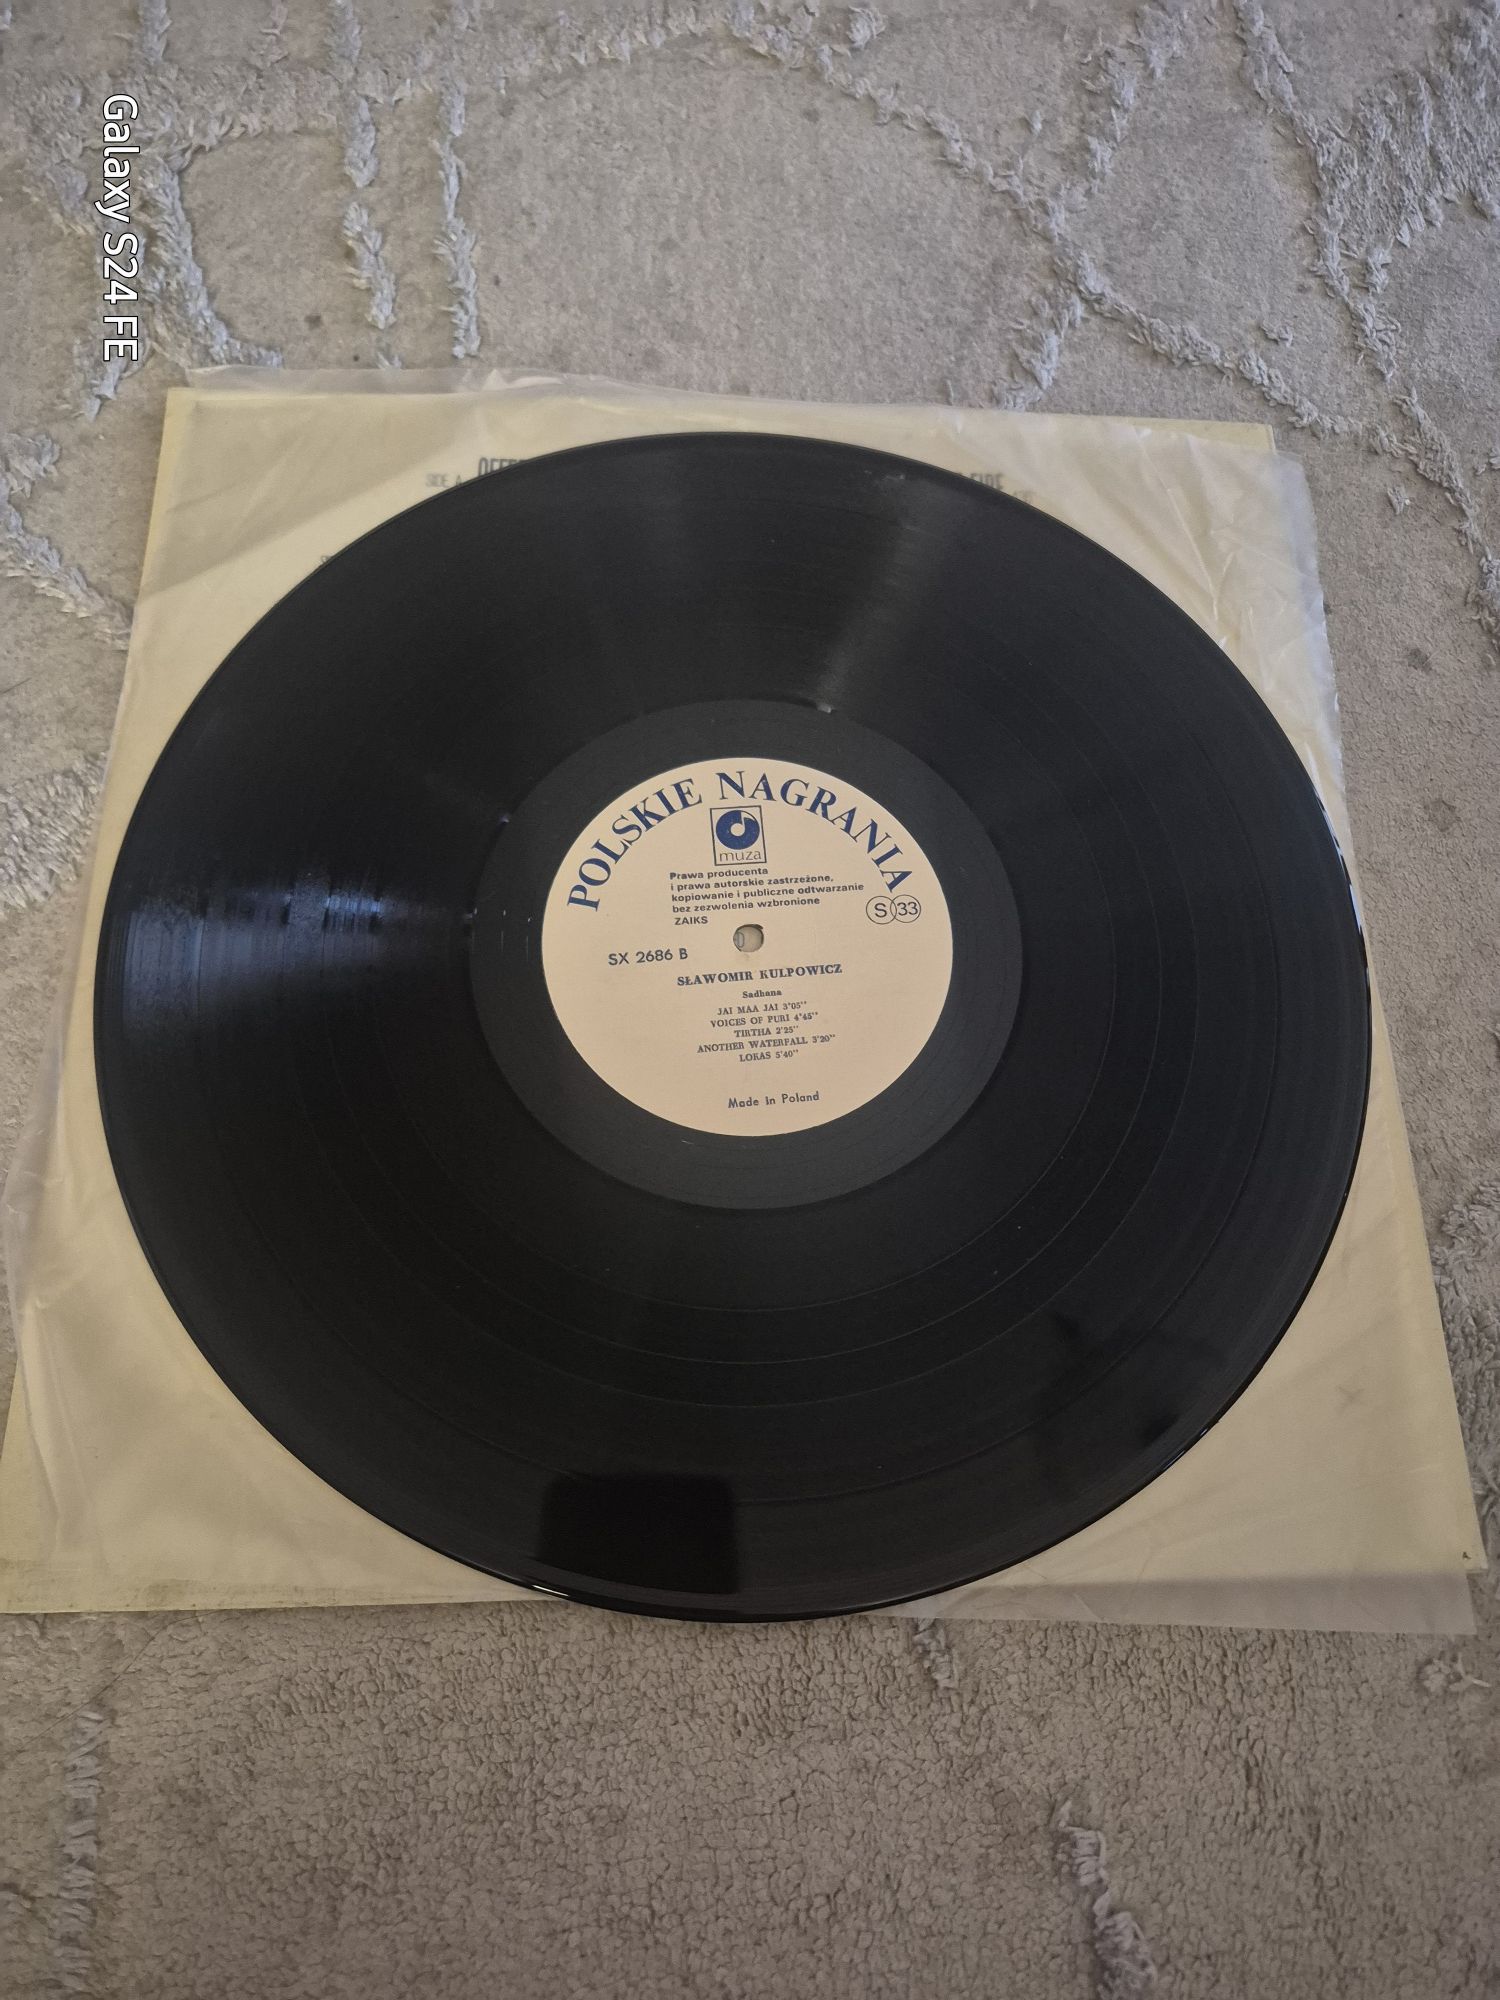 Galaxy S24 FE
SIDE A
POLSKIE NAGRANIA
muza
Prawa producenta
i prawa autorskie zastrzeżone,
kopiowanie i publiczne odtwarzanie
bez zezwolenia wzbronione
ZAIKS
S 33
SX 2686 B
SŁAWOMIR KULPOWICZ
Sadhana
JAI MAA JAI 3'05''
VOICES OF PURI 4'45''
TIRTHA 2'25''
ANOTHER WATERFALL 3'20''
LOKAS 5'40''
Made in Poland